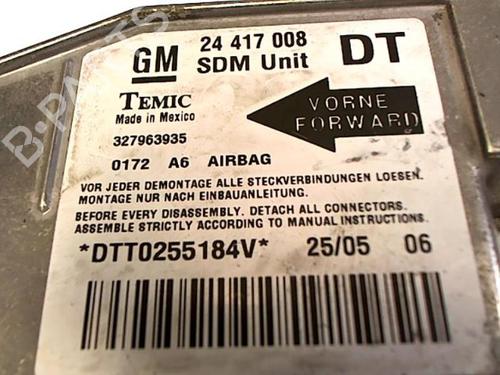 GM 24 417 008 DT
SDM Unit
TEMIC
Made in Mexico
VORNE
FORWARD
327963935
0172 A6 AIRBAG
VOR JEDER DEMONTAGE ALLE STECKVERBINDUNGEN LOESEN.
MONTAGE NUR NACH EINBAUANLEITUNG.
BEFORE EVERY DISASSEMBLY. DETACH ALL CONNECTORS.
ASSEMBLE STRICTLY ACCORDING TO MANUAL INSTRUCTIONS.
*DTT0255184V* 25/05 06
B-PARTS